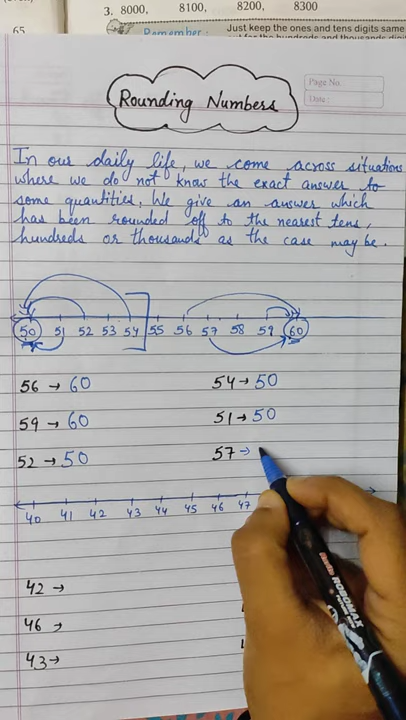 65
3. 8000, 8100, 8200, 8300
Remember: Just keep the ones and tens digits same
Rounding Numbers
Page No.
Date:
In our daily life, we come across situations
where we do not know the exact answer to
some quantities. We give an answer which
has been rounded off to the nearest tens,
hundreds or thousands as the case may be.
50 51 52 53 54 55 56 57 58 59 60
56 → 60 54 → 50
59 → 60 51 → 50
52 → 50 57 →
40 41 42 43 44 45 46 47
42 →
46 →
43 →
Rorito ROBOMAX